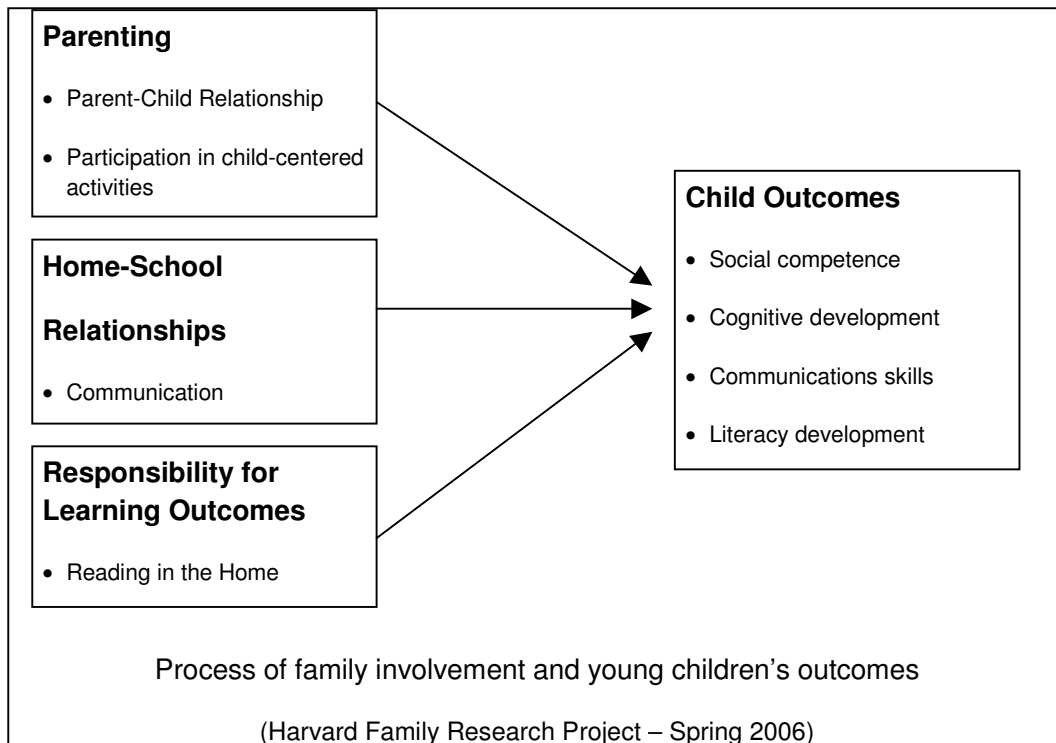 Parenting
• Parent-Child Relationship
• Participation in child-centered
activities
Home-School
Relationships
• Communication
Responsibility for
Learning Outcomes
• Reading in the Home
Child Outcomes
• Social competence
• Cognitive development
• Communications skills
• Literacy development
Process of family involvement and young children’s outcomes
(Harvard Family Research Project – Spring 2006)